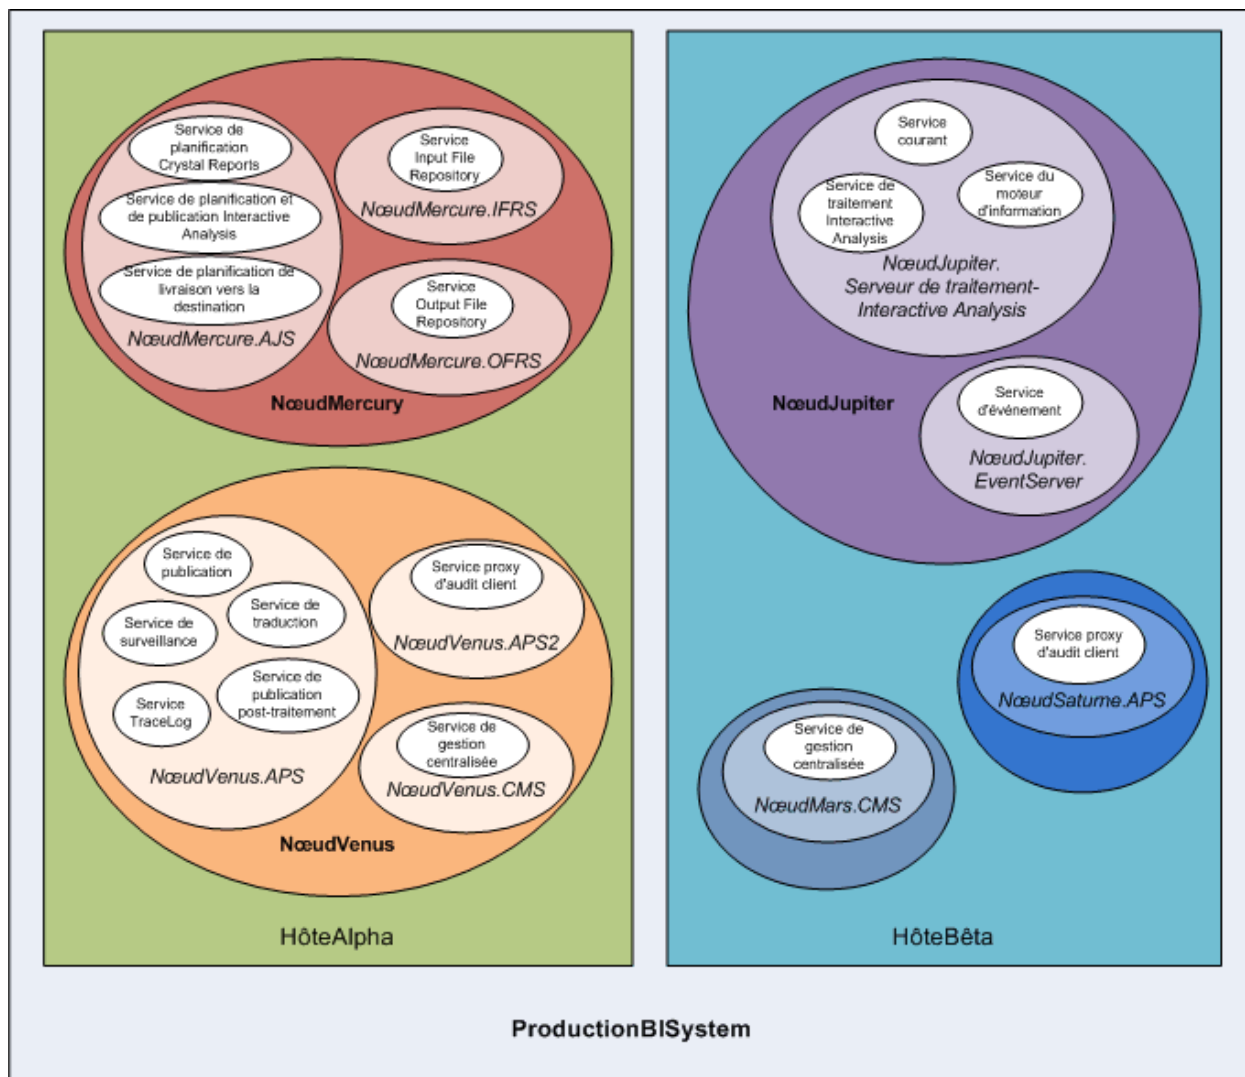 Service de
planification
Crystal Reports
Service de planification et
de publication Interactive
Analysis
Service de planification de
livraison vers la
destination
NœudMercure.AJS
Service
Input File
Repository
NœudMercure.IFRS
Service
Output File
Repository
NœudMercure.OFRS
NœudMercury
Service de
publication
Service de
surveillance
Service de
traduction
Service
TraceLog
Service de
publication
post-traitement
NœudVenus.APS
Service proxy
d'audit client
NœudVenus.APS2
Service de
gestion
centralisée
NœudVenus.CMS
NœudVenus
HôteAlpha
Service
courant
Service de
traitement
Interactive
Analysis
Service du
moteur
d'information
NœudJupiter.
Serveur de traitement-
Interactive Analysis
NœudJupiter
Service
d'événement
NœudJupiter.
EventServer
Service proxy
d'audit client
NœudSaturne.APS
Service de
gestion
centralisée
NœudMars.CMS
HôteBêta
ProductionBISystem